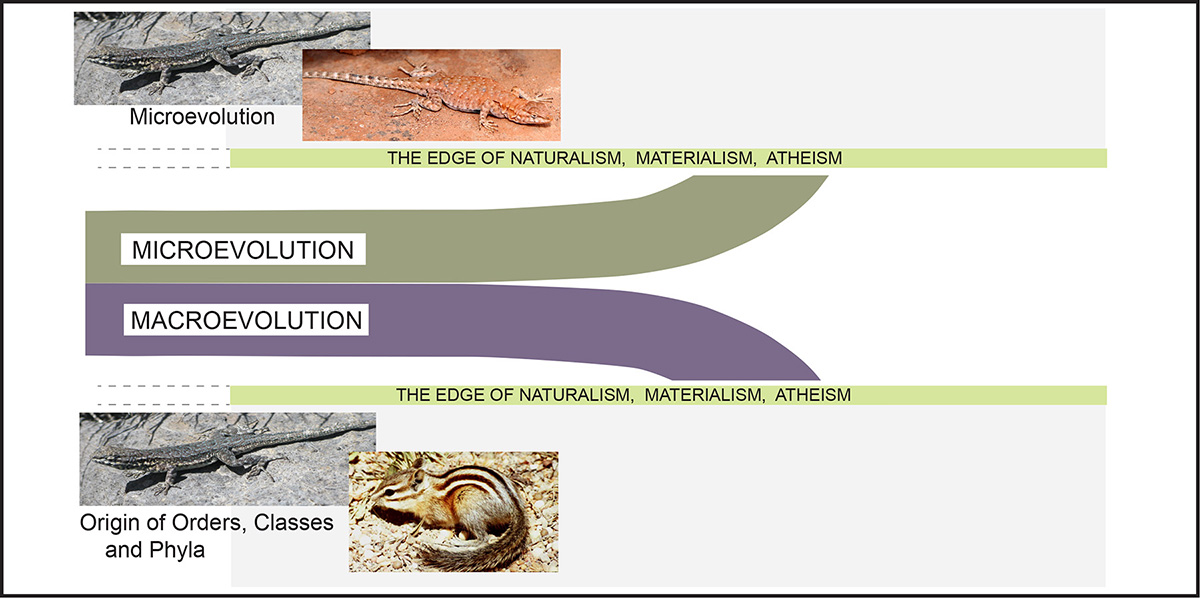 Microevolution
THE EDGE OF NATURALISM, MATERIALISM, ATHEISM
MICROEVOLUTION
MACROEVOLUTION
THE EDGE OF NATURALISM, MATERIALISM, ATHEISM
Origin of Orders, Classes
and Phyla